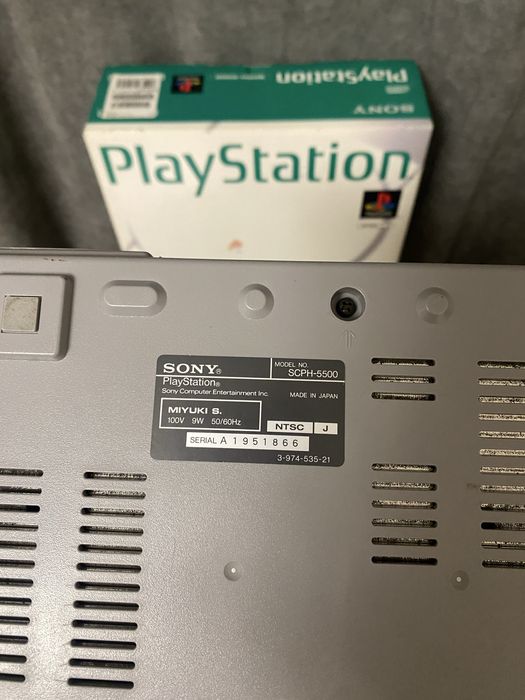 PlayStation
SONY
PlayStation
SONY®
PlayStation®
Sony Computer Entertainment Inc.
MODEL NO.
SCPH-5500
MADE IN JAPAN
MIYUKI S.
100V 9W 50/60Hz
NTSC J
SERIAL A1951866
3-974-535-21